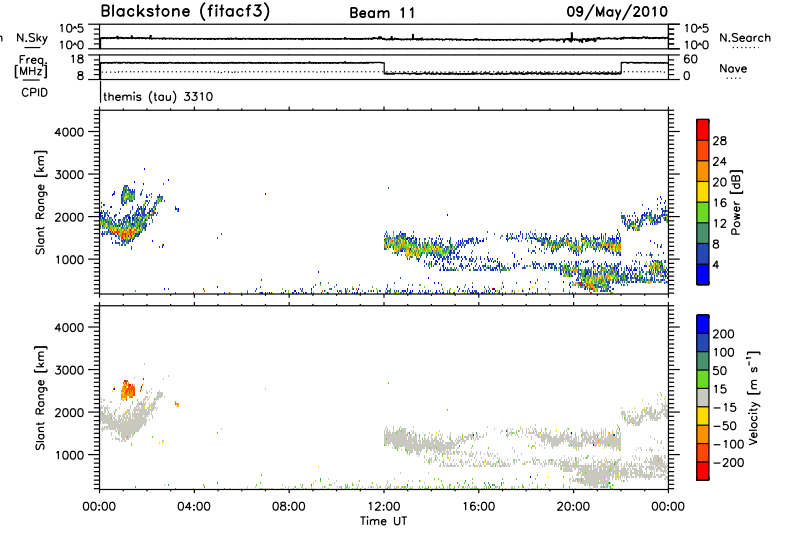 Blackstone (fitacf3) Beam 11 09/May/2010
n N.Sky 10^5 10^0 10^5 10^0 N.Search
Freq. [MHz] 18 8 60 0 Nave
CPID themis (tau) 3310
Slant Range [km] 4000 3000 2000 1000
Power [dB] 28 24 20 16 12 8 4
Slant Range [km] 4000 3000 2000 1000
Velocity [m s⁻¹] 200 100 50 15 −15 −50 −100 −200
00:00 04:00 08:00 12:00 16:00 20:00 00:00
Time UT